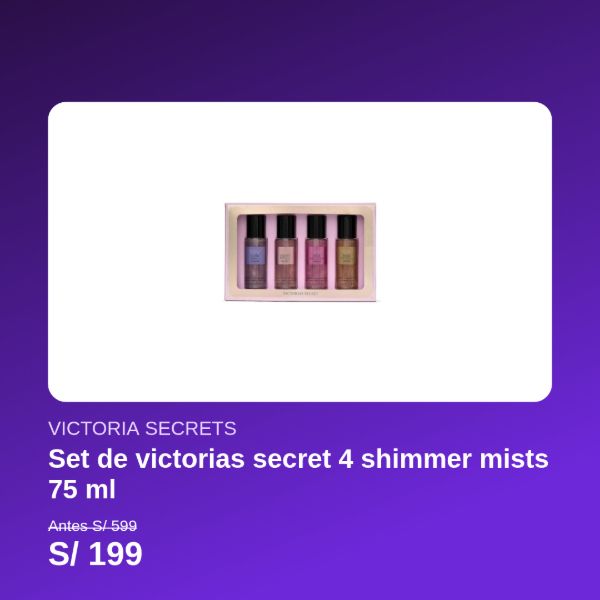 VICTORIA SECRETS
Set de victorias secret 4 shimmer mists
75 ml
Antes S/ 599
S/ 199